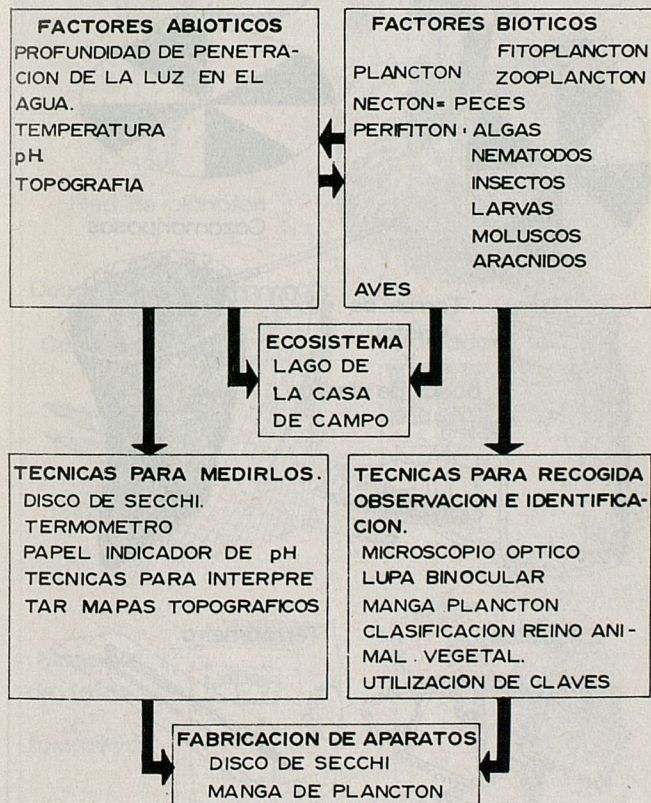 FACTORES ABIOTICOS
PROFUNDIDAD DE PENETRA-
CION DE LA LUZ EN EL
AGUA.
TEMPERATURA
pH.
TOPOGRAFIA
FACTORES BIOTICOS
FITOPLANCTON
PLANCTON ZOOPLANCTON
NECTON= PECES
PERIFITON: ALGAS
NEMATODOS
INSECTOS
LARVAS
MOLUSCOS
ARACNIDOS
AVES
ECOSISTEMA
LAGO DE
LA CASA
DE CAMPO
TECNICAS PARA MEDIRLOS.
DISCO DE SECCHI.
TERMOMETRO
PAPEL INDICADOR DE pH
TECNICAS PARA INTERPRE
TAR MAPAS TOPOGRAFICOS
TECNICAS PARA RECOGIDA
OBSERVACION E IDENTIFICA-
CION.
MICROSCOPIO OPTICO
LUPA BINOCULAR
MANGA PLANCTON
CLASIFICACION REINO ANI-
MAL. VEGETAL.
UTILIZACION DE CLAVES
FABRICACION DE APARATOS
DISCO DE SECCHI
MANGA DE PLANCTON